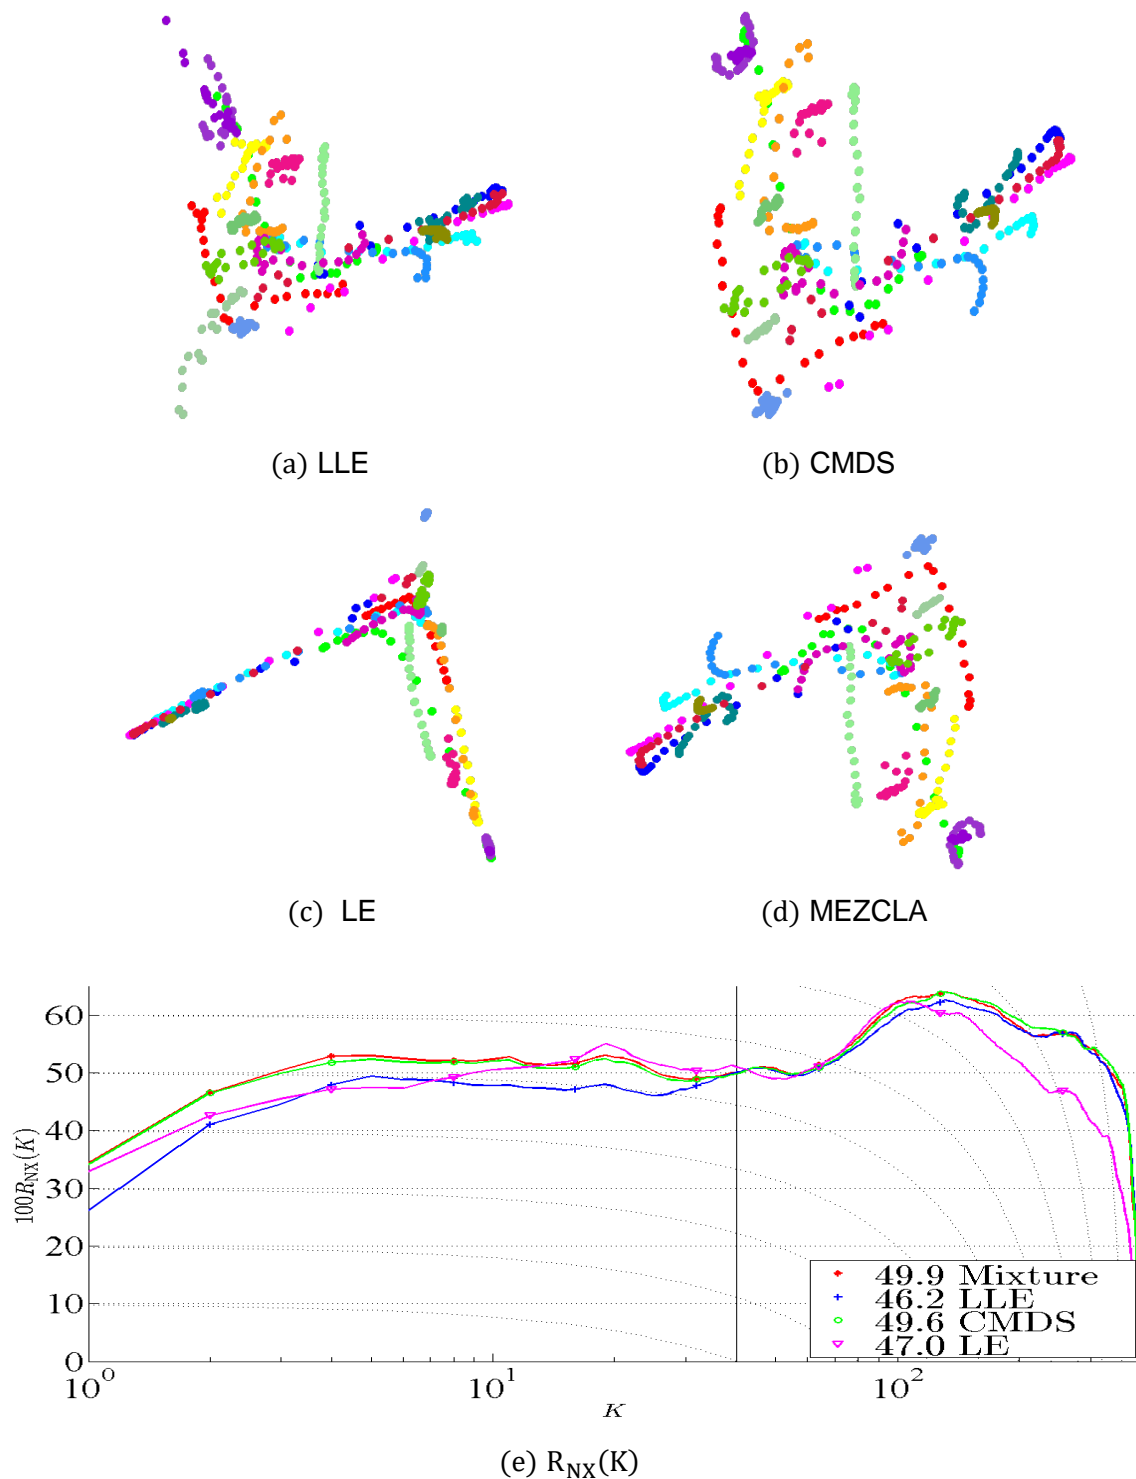 (a) LLE
(b) CMDS
(c) LE
(d) MEZCLA
60
50
40
30
20
10
0
100R_NX(K)
10^0
10^1
10^2
K
49.9 Mixture
46.2 LLE
49.6 CMDS
47.0 LE
(e) R_NX(K)